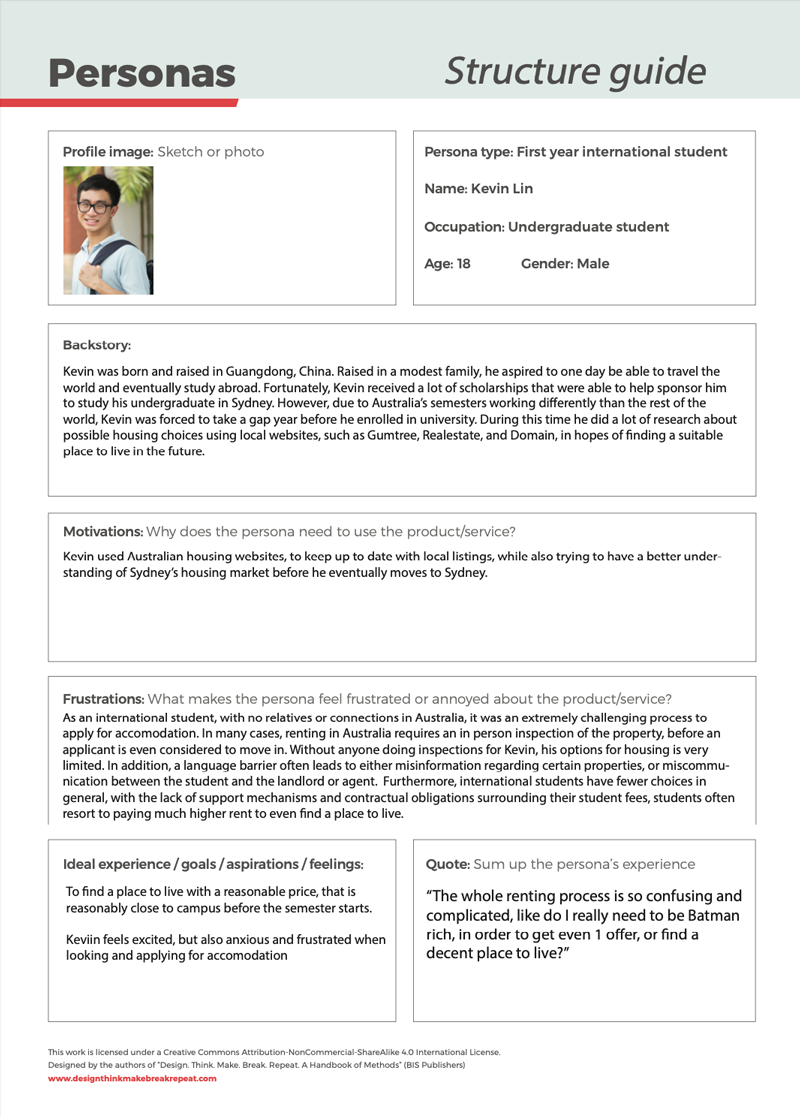 Personas
Structure guide
Profile image: Sketch or photo
Persona type: First year international student
Name: Kevin Lin
Occupation: Undergraduate student
Age: 18 Gender: Male
Backstory:
Kevin was born and raised in Guangdong, China. Raised in a modest family, he aspired to one day be able to travel the
world and eventually study abroad. Fortunately, Kevin received a lot of scholarships that were able to help sponsor him
to study his undergraduate in Sydney. However, due to Australia's semesters working differently than the rest of the
world, Kevin was forced to take a gap year before he enrolled in university. During this time he did a lot of research about
possible housing choices using local websites, such as Gumtree, Realestate, and Domain, in hopes of finding a suitable
place to live in the future.
Motivations: Why does the persona need to use the product/service?
Kevin used Australian housing websites, to keep up to date with local listings, while also trying to have a better under-
standing of Sydney's housing market before he eventually moves to Sydney.
Frustrations: What makes the persona feel frustrated or annoyed about the product/service?
As an international student, with no relatives or connections in Australia, it was an extremely challenging process to
apply for accomodation. In many cases, renting in Australia requires an in person inspection of the property, before an
applicant is even considered to move in. Without anyone doing inspections for Kevin, his options for housing is very
limited. In addition, a language barrier often leads to either misinformation regarding certain properties, or miscommu-
nication between the student and the landlord or agent. Furthermore, international students have fewer choices in
general, with the lack of support mechanisms and contractual obligations surrounding their student fees, students often
resort to paying much higher rent to even find a place to live.
Ideal experience / goals / aspirations / feelings:
To find a place to live with a reasonable price, that is
reasonably close to campus before the semester starts.
Keviin feels excited, but also anxious and frustrated when
looking and applying for accomodation
Quote: Sum up the persona's experience
“The whole renting process is so confusing and
complicated, like do I really need to be Batman
rich, in order to get even 1 offer, or find a
decent place to live?”
This work is licensed under a Creative Commons Attribution-NonCommercial-ShareAlike 4.0 International License.
Designed by the authors of "Design. Think. Make. Break. Repeat. A Handbook of Methods" (BIS Publishers)
www.designthinkmakebreakrepeat.com